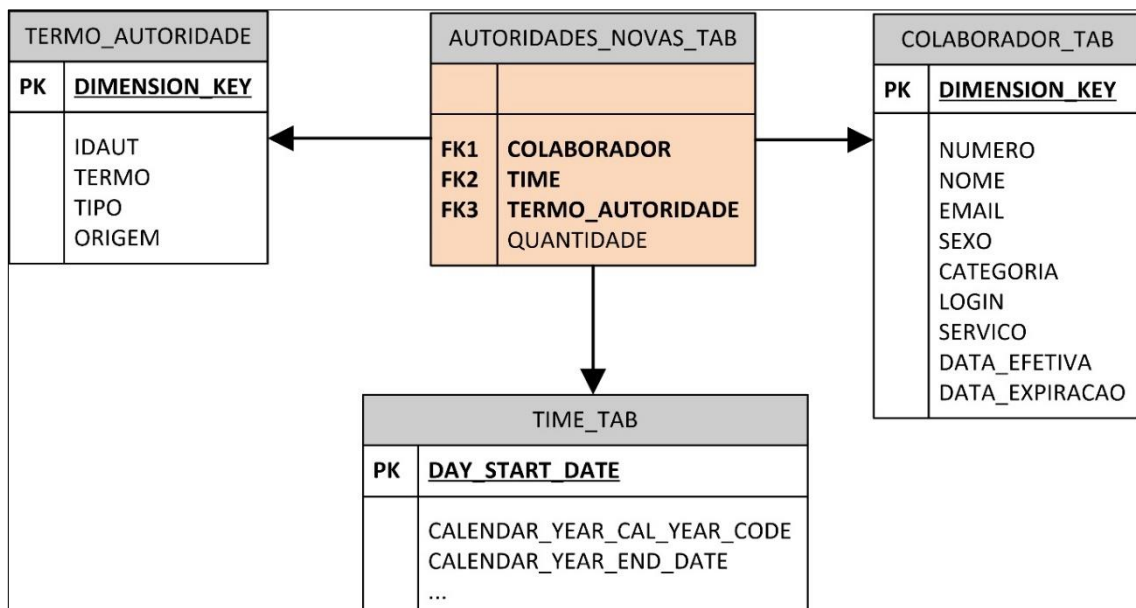 TERMO_AUTORIDADE
PK DIMENSION_KEY
IDAUT
TERMO
TIPO
ORIGEM
AUTORIDADES_NOVAS_TAB
FK1 COLABORADOR
FK2 TIME
FK3 TERMO_AUTORIDADE
QUANTIDADE
COLABORADOR_TAB
PK DIMENSION_KEY
NUMERO
NOME
EMAIL
SEXO
CATEGORIA
LOGIN
SERVICO
DATA_EFETIVA
DATA_EXPIRACAO
TIME_TAB
PK DAY_START_DATE
CALENDAR_YEAR_CAL_YEAR_CODE
CALENDAR_YEAR_END_DATE
...